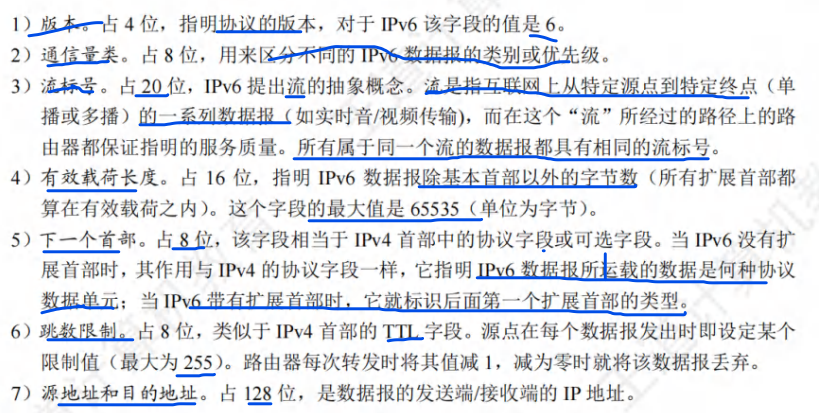 1）版本。占 4 位，指明协议的版本，对于 IPv6 该字段的值是 6。
2）通信量类。占 8 位，用来区分不同的 IPv6 数据报的类别或优先级。
3）流标号。占 20 位，IPv6 提出流的抽象概念。流是指互联网上从特定源点到特定终点（单
播或多播）的一系列数据报（如实时音/视频传输），而在这个“流”所经过的路径上的路
由器都保证指明的服务质量。所有属于同一个流的数据报都具有相同的流标号。
4）有效载荷长度。占 16 位，指明 IPv6 数据报除基本首部以外的字节数（所有扩展首部都
算在有效载荷之内）。这个字段的最大值是 65535（单位为字节）。
5）下一个首部。占 8 位，该字段相当于 IPv4 首部中的协议字段或可选字段。当 IPv6 没有扩
展首部时，其作用与 IPv4 的协议字段一样，它指明 IPv6 数据报所运载的数据是何种协议
数据单元；当 IPv6 带有扩展首部时，它就标识后面第一个扩展首部的类型。
6）跳数限制。占 8 位，类似于 IPv4 首部的 TTL 字段。源点在每个数据报发出时即设定某个
限制值（最大为 255）。路由器每次转发时将其值减 1，减为零时就将该数据报丢弃。
7）源地址和目的地址。占 128 位，是数据报的发送端/接收端的 IP 地址。